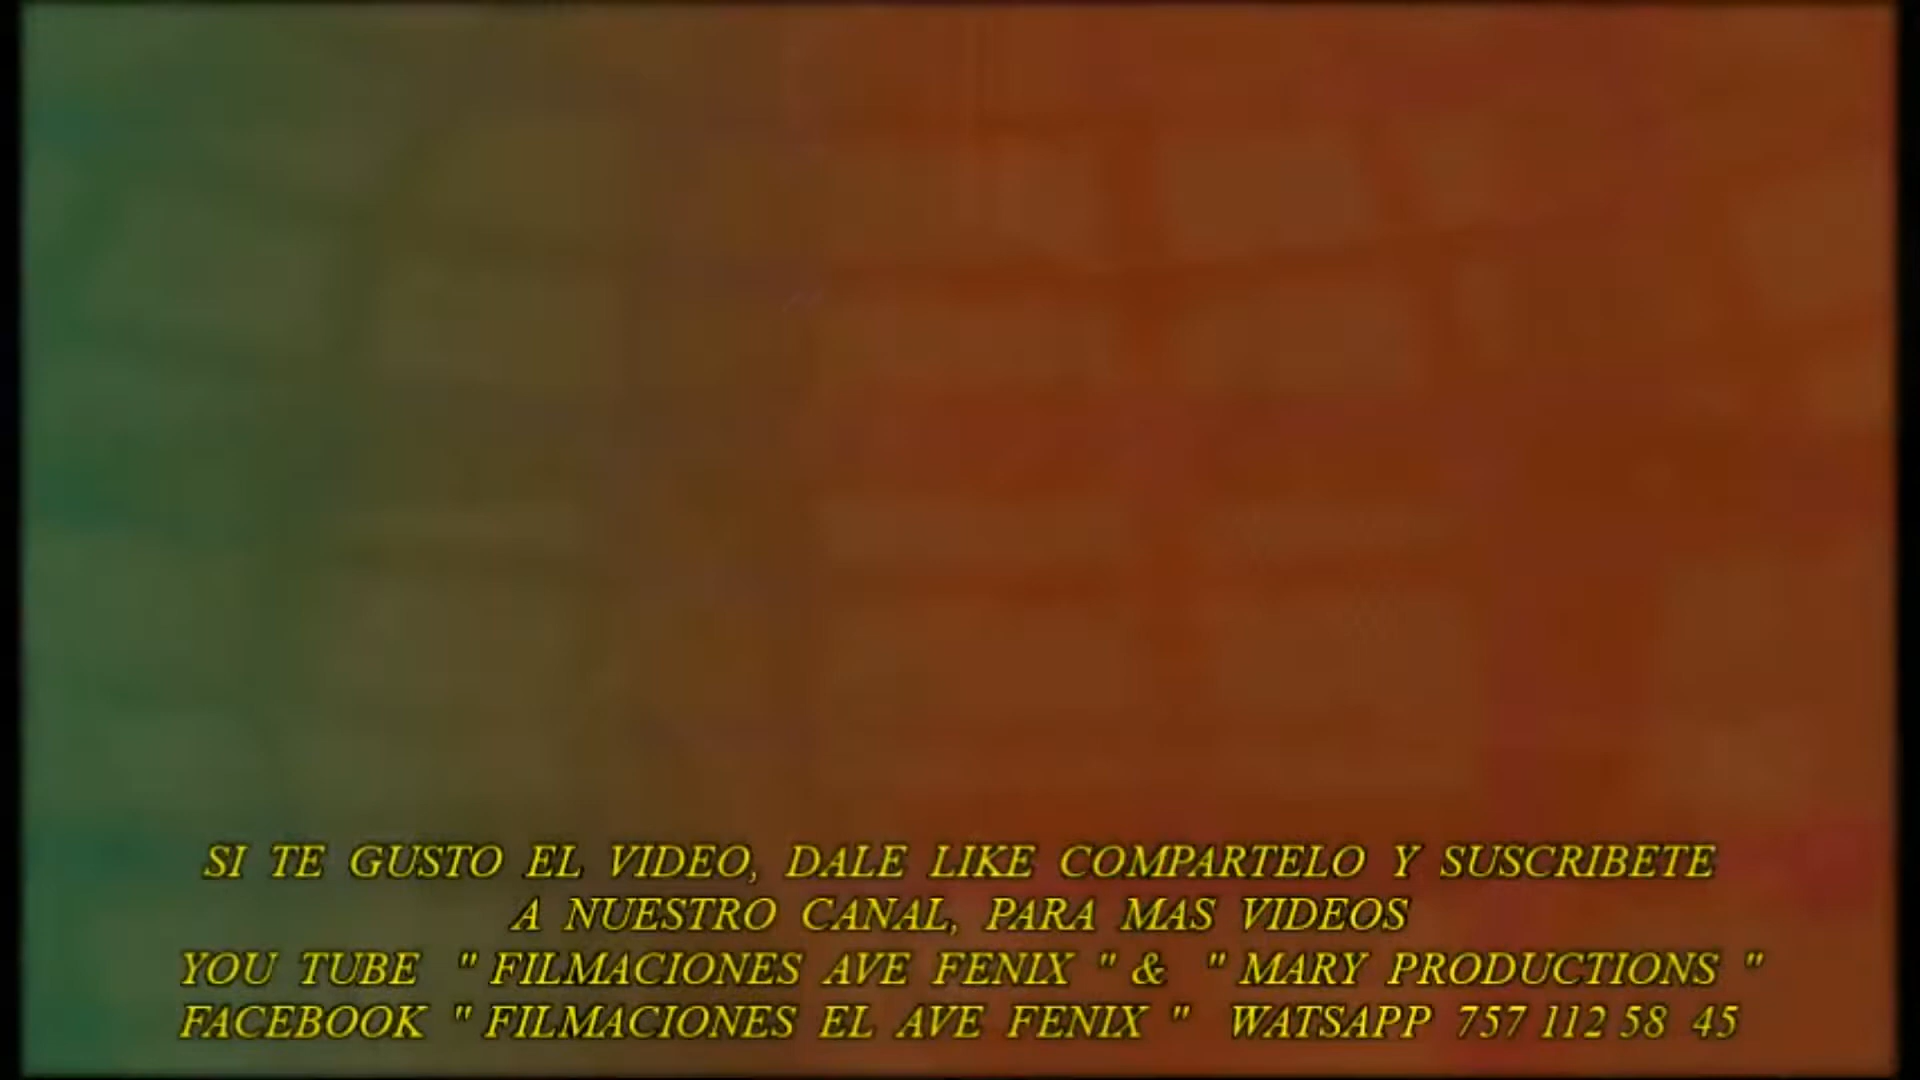 SI TE GUSTO EL VIDEO, DALE LIKE COMPARTELO Y SUSCRIBETE
A NUESTRO CANAL, PARA MAS VIDEOS
YOU TUBE " FILMACIONES AVE FENIX " & " MARY PRODUCTIONS "
FACEBOOK " FILMACIONES EL AVE FENIX " WATSAPP 757 112 58 45